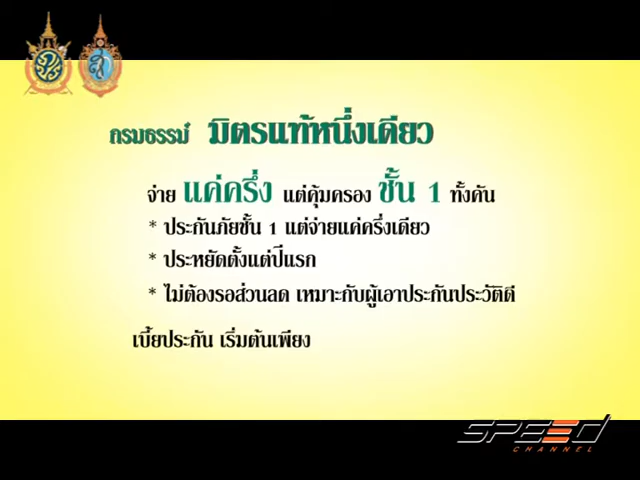 กรมธรรม์ มิตรแท้หนึ่งเดียว
จ่าย แค่ครึ่ง แต่คุ้มครอง ชั้น 1 ทั้งคัน
* ประกันภัยชั้น 1 แต่จ่ายแค่ครึ่งเดียว
* ประหยัดตั้งแต่ปีแรก
* ไม่ต้องรอส่วนลด เหมาะกับผู้เอาประกันประวัติดี
เบี้ยประกัน เริ่มต้นเพียง
SPEED
CHANNEL